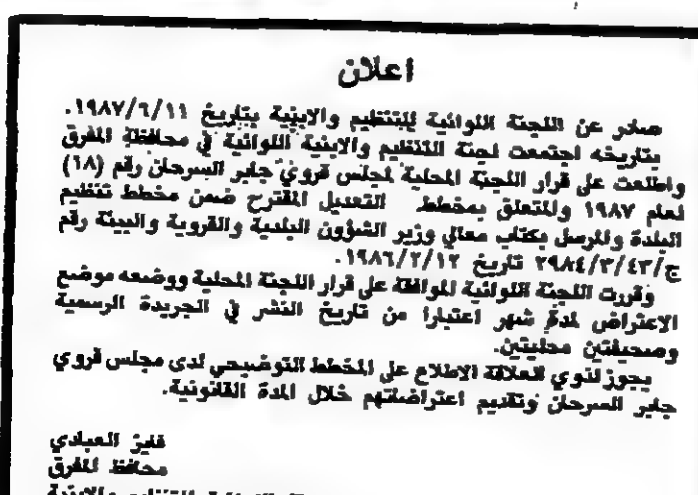 اعلان
صادر عن اللجنة اللوائية للتنظيم والابنية بتاريخ ١٩٨٧/٦/١١.
بتاريخه اجتمعت لجنة التنظيم والابنية اللوائية في محافظة المفرق
واطلعت على قرار اللجنة المحلية لمجلس قروي جابر السرحان رقم (١٨)
لعام ١٩٨٧ والمتعلق بمخطط التعديل المقترح ضمن مخطط تنظيم
البلدة والمرسل بكتاب معالي وزير الشؤون البلدية والقروية والبيئة رقم
ج/٢٩٨٤/٣/٤٣ تاريخ ١٩٨٦/٢/١٢.
وقررت اللجنة اللوائية الموافقة على قرار اللجنة المحلية ووضعه موضع
الاعتراض لمدة شهر اعتبارا من تاريخ النشر في الجريدة الرسمية
وصحيفتين محليتين.
يجوز لذوي العلاقة الاطلاع على المخطط التوضيحي لدى مجلس قروي
جابر السرحان وتقديم اعتراضاتهم خلال المدة القانونية.
فايز العبادي
محافظ المفرق
للتنظيم والابنية